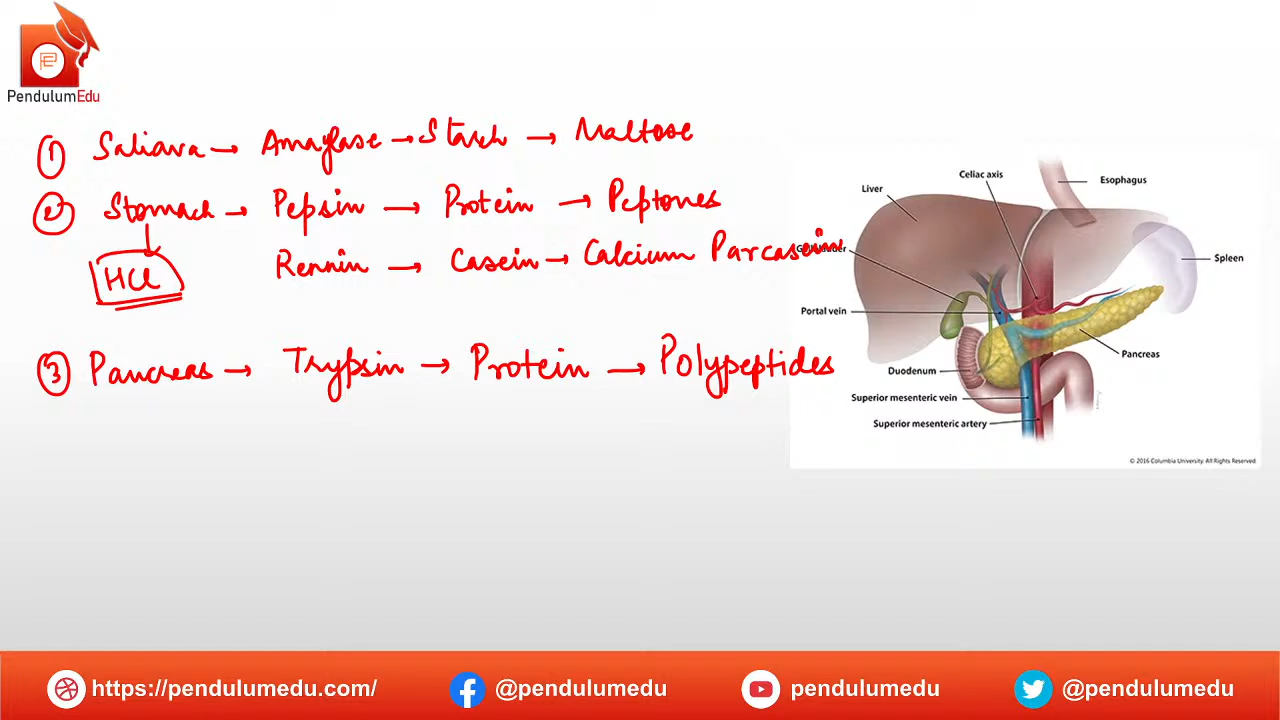 PendulumEdu
① Saliava → Amaylase → Starch → Maltose
② Stomach → Pepsin → Protein → Peptones
HCl
Rennin → Casein → Calcium Parcasein
③ Pancreas → Trypsin → Protein → Polypeptides
Liver
Celiac axis
Esophagus
Spleen
Portal vein
Pancreas
Duodenum
Superior mesenteric vein
Superior mesenteric artery
© 2016 Columbia University. All Rights Reserved
https://pendulumedu.com/
@pendulumedu
pendulumedu
@pendulumedu